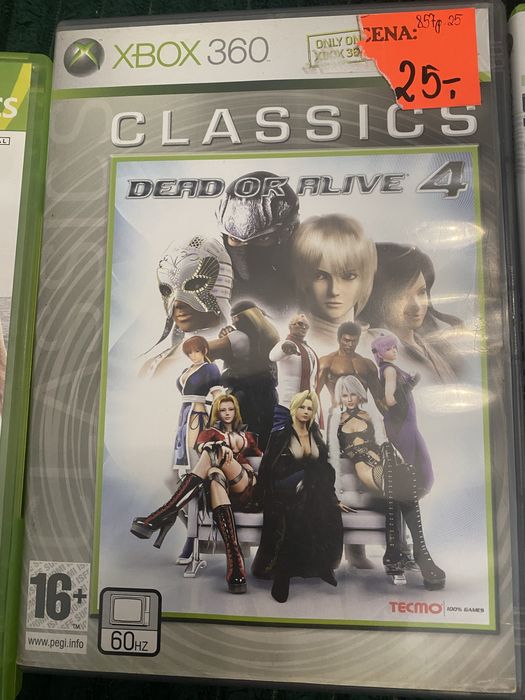 XBOX 360
ONLY ON
XBOX 36
CENA:
25,-
CLASSICS
DEAD OR ALIVE 4
16+
www.pegi.info
60HZ
TECMO 100% GAMES